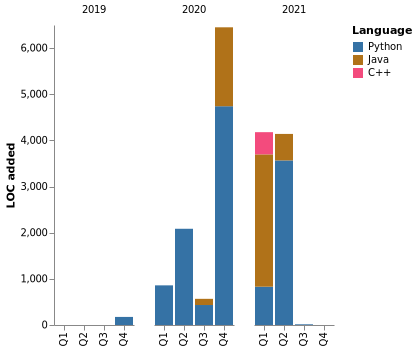 2019 2020 2021
Language
Python
Java
C++
LOC added
6,000
5,000
4,000
3,000
2,000
1,000
0
Q1 Q2 Q3 Q4 Q1 Q2 Q3 Q4 Q1 Q2 Q3 Q4